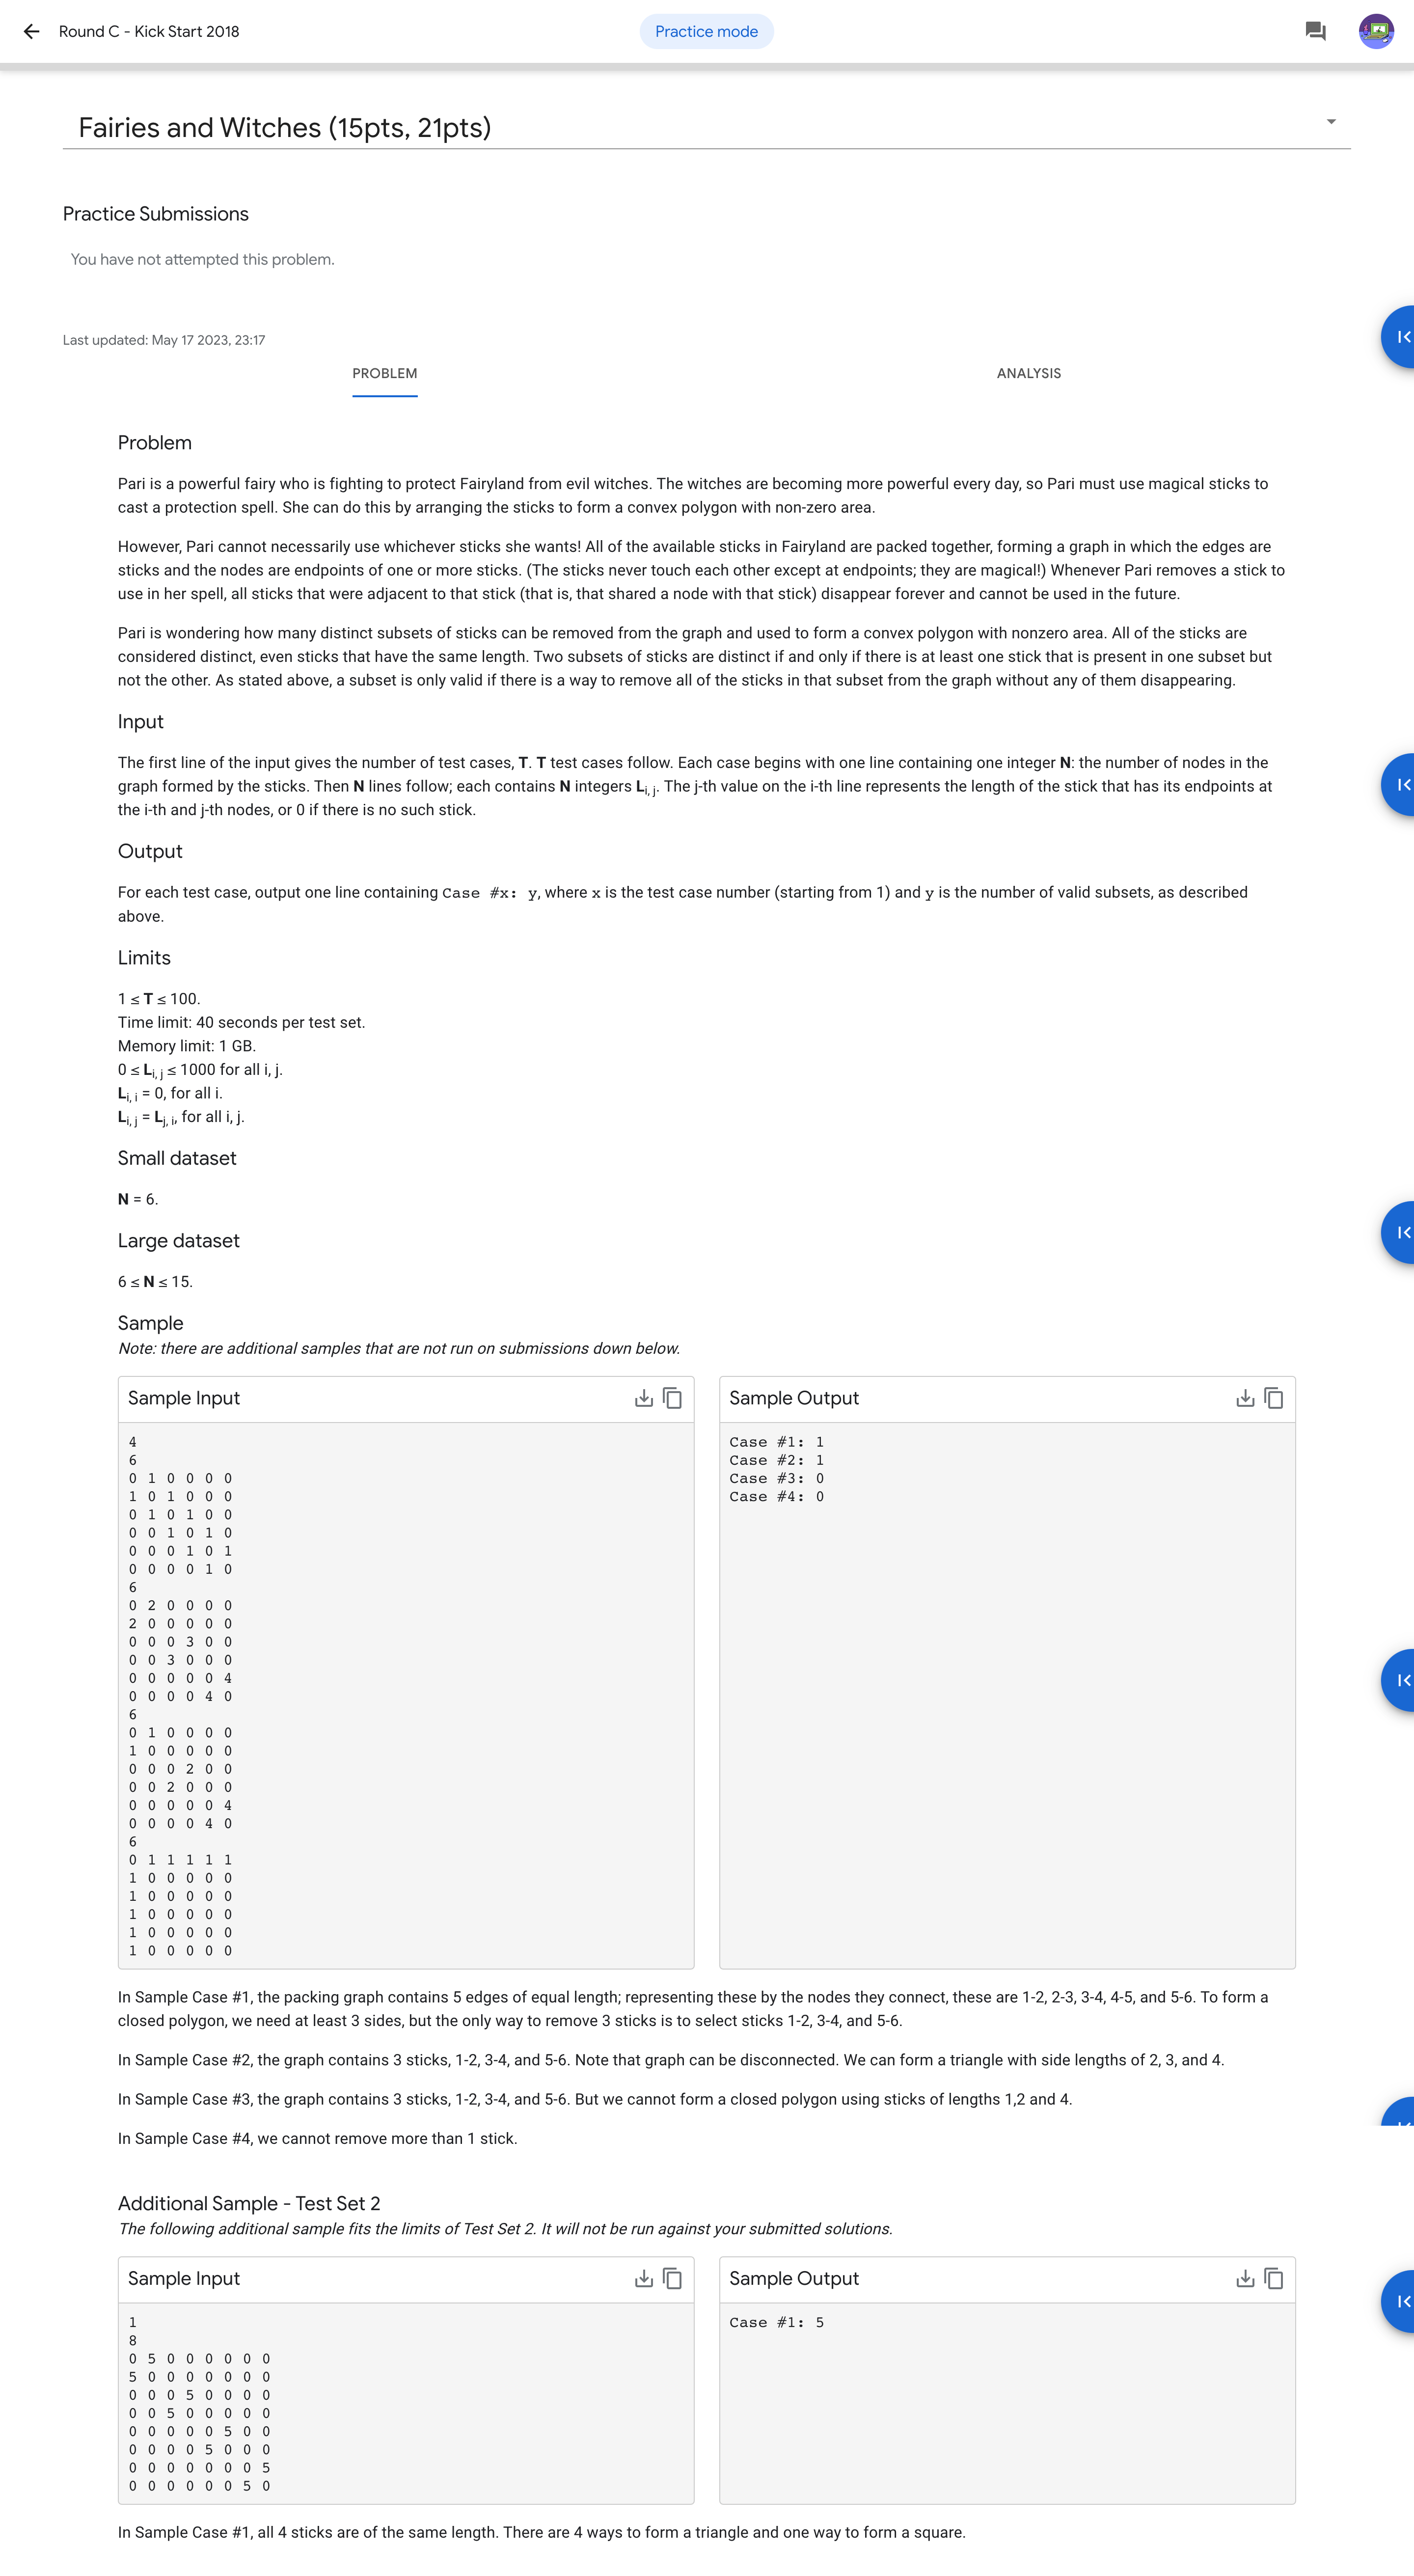 Round C - Kick Start 2018
Practice mode
Fairies and Witches (15pts, 21pts)
Practice Submissions
You have not attempted this problem.
Last updated: May 17 2023, 23:17
PROBLEM
ANALYSIS
Problem
Pari is a powerful fairy who is fighting to protect Fairyland from evil witches. The witches are becoming more powerful every day, so Pari must use magical sticks to
cast a protection spell. She can do this by arranging the sticks to form a convex polygon with non-zero area.
However, Pari cannot necessarily use whichever sticks she wants! All of the available sticks in Fairyland are packed together, forming a graph in which the edges are
sticks and the nodes are endpoints of one or more sticks. (The sticks never touch each other except at endpoints; they are magical!) Whenever Pari removes a stick to
use in her spell, all sticks that were adjacent to that stick (that is, that shared a node with that stick) disappear forever and cannot be used in the future.
Pari is wondering how many distinct subsets of sticks can be removed from the graph and used to form a convex polygon with nonzero area. All of the sticks are
considered distinct, even sticks that have the same length. Two subsets of sticks are distinct if and only if there is at least one stick that is present in one subset but
not the other. As stated above, a subset is only valid if there is a way to remove all of the sticks in that subset from the graph without any of them disappearing.
Input
The first line of the input gives the number of test cases, T. T test cases follow. Each case begins with one line containing one integer N: the number of nodes in the
graph formed by the sticks. Then N lines follow; each contains N integers Li, j. The j-th value on the i-th line represents the length of the stick that has its endpoints at
the i-th and j-th nodes, or 0 if there is no such stick.
Output
For each test case, output one line containing Case #x: y, where x is the test case number (starting from 1) and y is the number of valid subsets, as described
above.
Limits
1 ≤ T ≤ 100.
Time limit: 40 seconds per test set.
Memory limit: 1 GB.
0 ≤ Li, j ≤ 1000 for all i, j.
Li, i = 0, for all i.
Li, j = Lj, i, for all i, j.
Small dataset
N = 6.
Large dataset
6 ≤ N ≤ 15.
Sample
Note: there are additional samples that are not run on submissions down below.
Sample Input
4
6
0 1 0 0 0 0
1 0 1 0 0 0
0 1 0 1 0 0
0 0 1 0 1 0
0 0 0 1 0 1
0 0 0 0 1 0
6
0 2 0 0 0 0
2 0 0 0 0 0
0 0 0 3 0 0
0 0 3 0 0 0
0 0 0 0 0 4
0 0 0 0 4 0
6
0 1 0 0 0 0
1 0 0 0 0 0
0 0 0 2 0 0
0 0 2 0 0 0
0 0 0 0 0 4
0 0 0 0 4 0
6
0 1 1 1 1 1
1 0 0 0 0 0
1 0 0 0 0 0
1 0 0 0 0 0
1 0 0 0 0 0
1 0 0 0 0 0
Sample Output
Case #1: 1
Case #2: 1
Case #3: 0
Case #4: 0
In Sample Case #1, the packing graph contains 5 edges of equal length; representing these by the nodes they connect, these are 1-2, 2-3, 3-4, 4-5, and 5-6. To form a
closed polygon, we need at least 3 sides, but the only way to remove 3 sticks is to select sticks 1-2, 3-4, and 5-6.
In Sample Case #2, the graph contains 3 sticks, 1-2, 3-4, and 5-6. Note that graph can be disconnected. We can form a triangle with side lengths of 2, 3, and 4.
In Sample Case #3, the graph contains 3 sticks, 1-2, 3-4, and 5-6. But we cannot form a closed polygon using sticks of lengths 1,2 and 4.
In Sample Case #4, we cannot remove more than 1 stick.
Additional Sample - Test Set 2
The following additional sample fits the limits of Test Set 2. It will not be run against your submitted solutions.
Sample Input
1
8
0 5 0 0 0 0 0 0
5 0 0 0 0 0 0 0
0 0 0 5 0 0 0 0
0 0 5 0 0 0 0 0
0 0 0 0 0 5 0 0
0 0 0 0 5 0 0 0
0 0 0 0 0 0 0 5
0 0 0 0 0 0 5 0
Sample Output
Case #1: 5
In Sample Case #1, all 4 sticks are of the same length. There are 4 ways to form a triangle and one way to form a square.